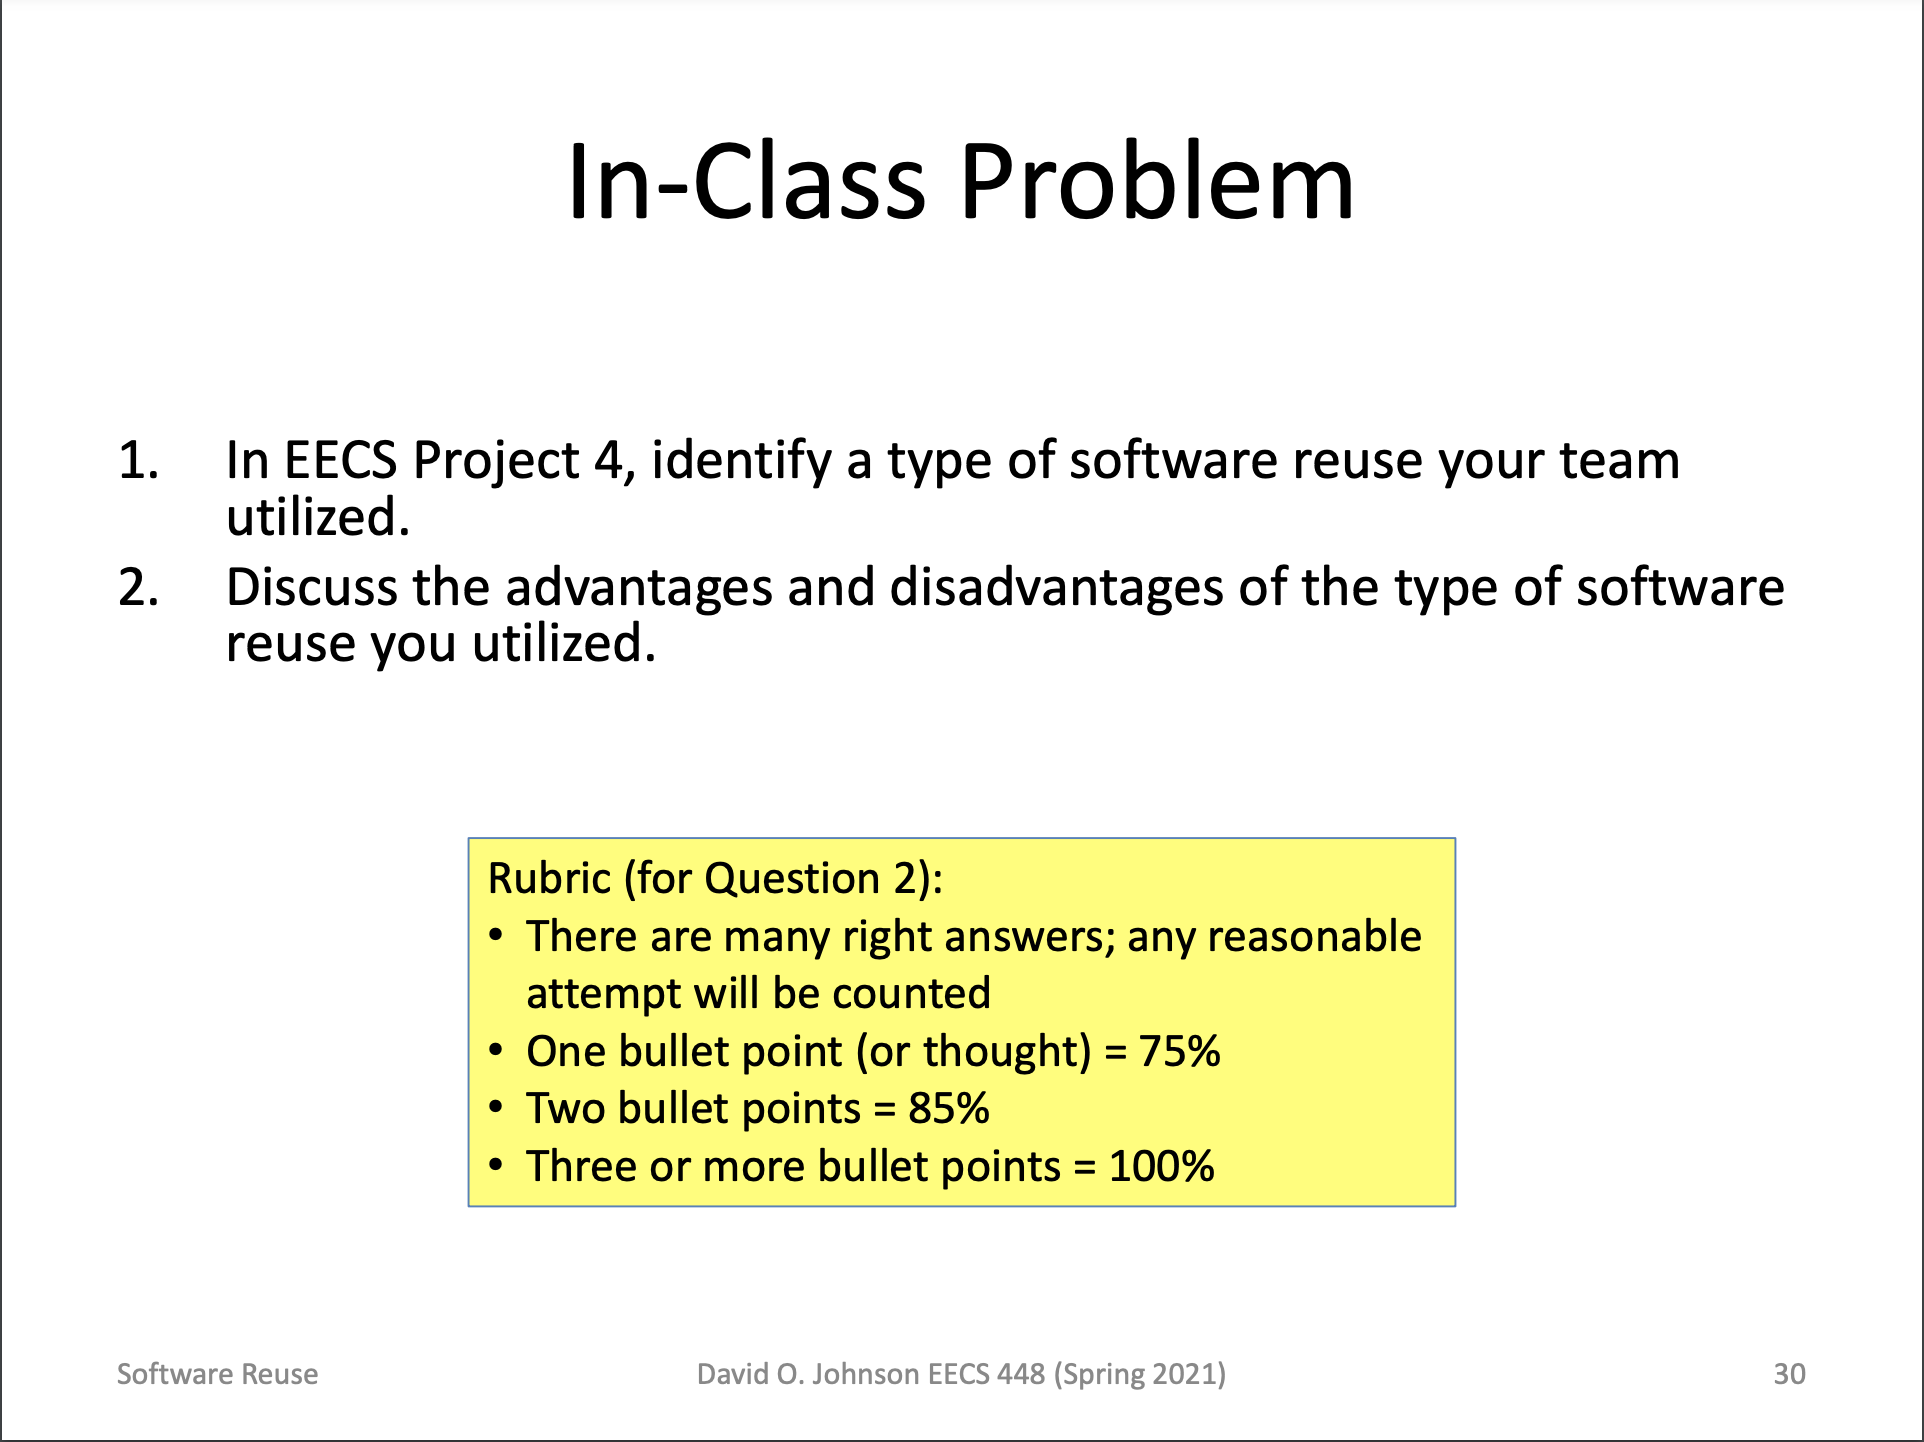 In-Class Problem
1. In EECS Project 4, identify a type of software reuse your team
utilized.
2. Discuss the advantages and disadvantages of the type of software
reuse you utilized.
Rubric (for Question 2):
• There are many right answers; any reasonable
attempt will be counted
• One bullet point (or thought) = 75%
• Two bullet points = 85%
• Three or more bullet points = 100%
Software Reuse
David O. Johnson EECS 448 (Spring 2021)
30